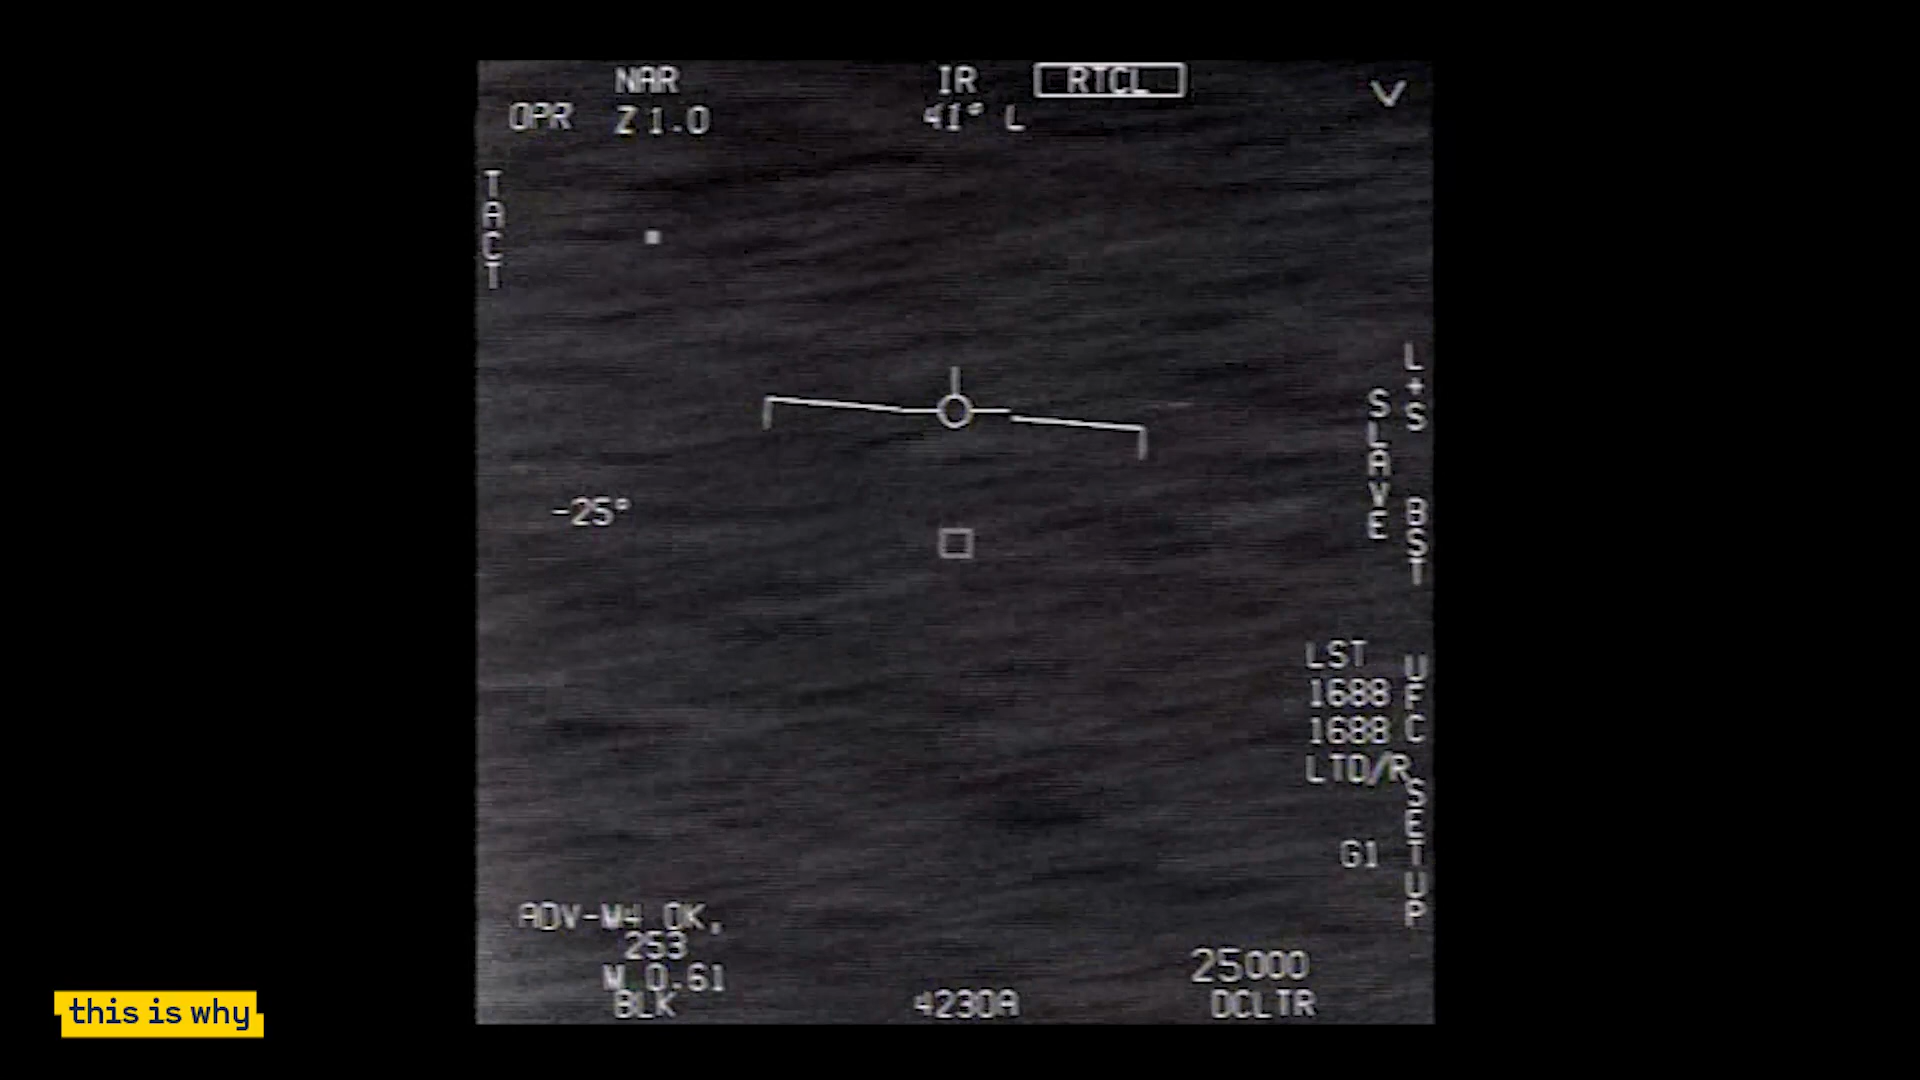 NAR
IR
RTCL
OPR
Z 1.0
41° L
TACT
L+S
SLAVE
-25°
BST
LST
1688
1688
LTD/R
UFC
SETUP
G1
ADV-M4 OK,
253
M 0.61
25000
BLK
4230A
DCLTR
this is why